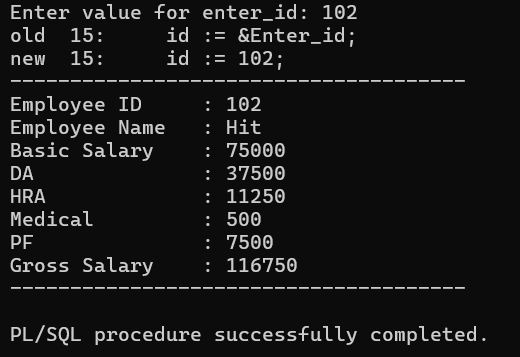 Enter value for enter_id: 102
old  15:     id := &Enter_id;
new  15:     id := 102;
--------------------------------------
Employee ID     : 102
Employee Name   : Hit
Basic Salary    : 75000
DA              : 37500
HRA             : 11250
Medical         : 500
PF              : 7500
Gross Salary    : 116750
--------------------------------------
PL/SQL procedure successfully completed.